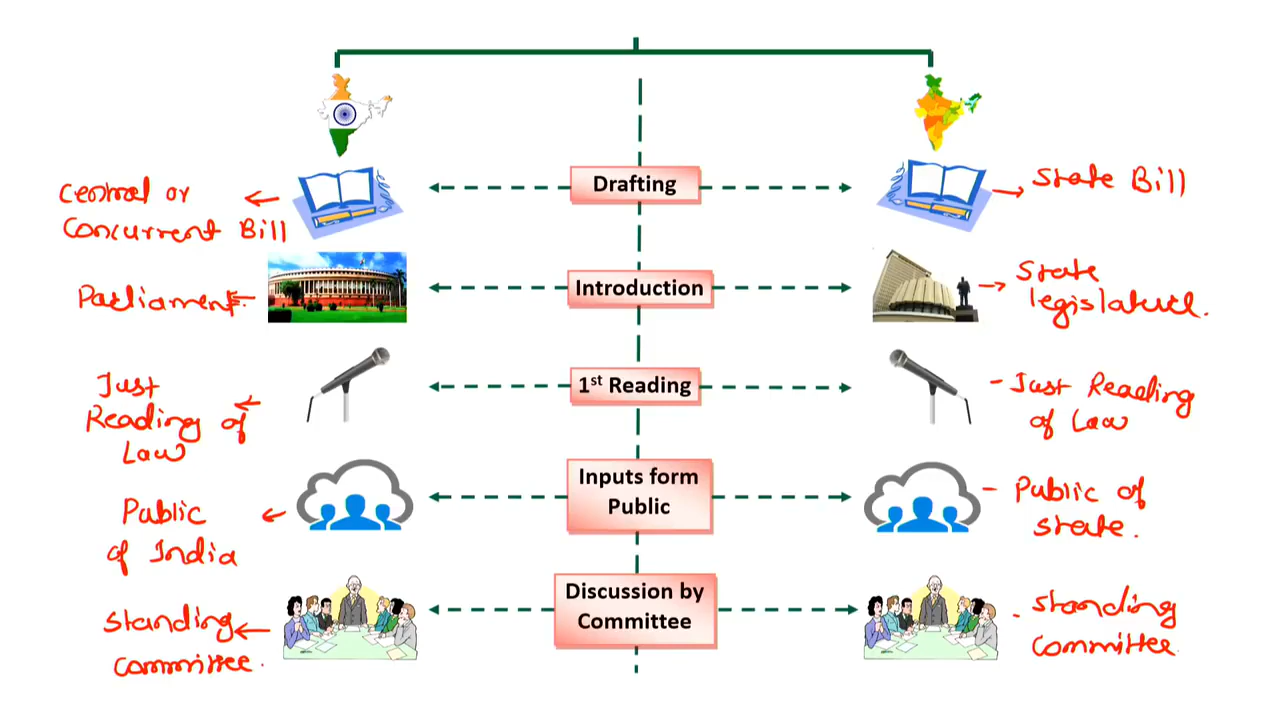 Drafting
Central or
Concurrent Bill
State Bill
Introduction
Parliament.
State
legislature.
1st Reading
Just
Reading of
Law
Just Reading
of Law
Inputs form
Public
Public
of India
Public of
state.
Discussion by
Committee
Standing
committee.
Standing
committee.